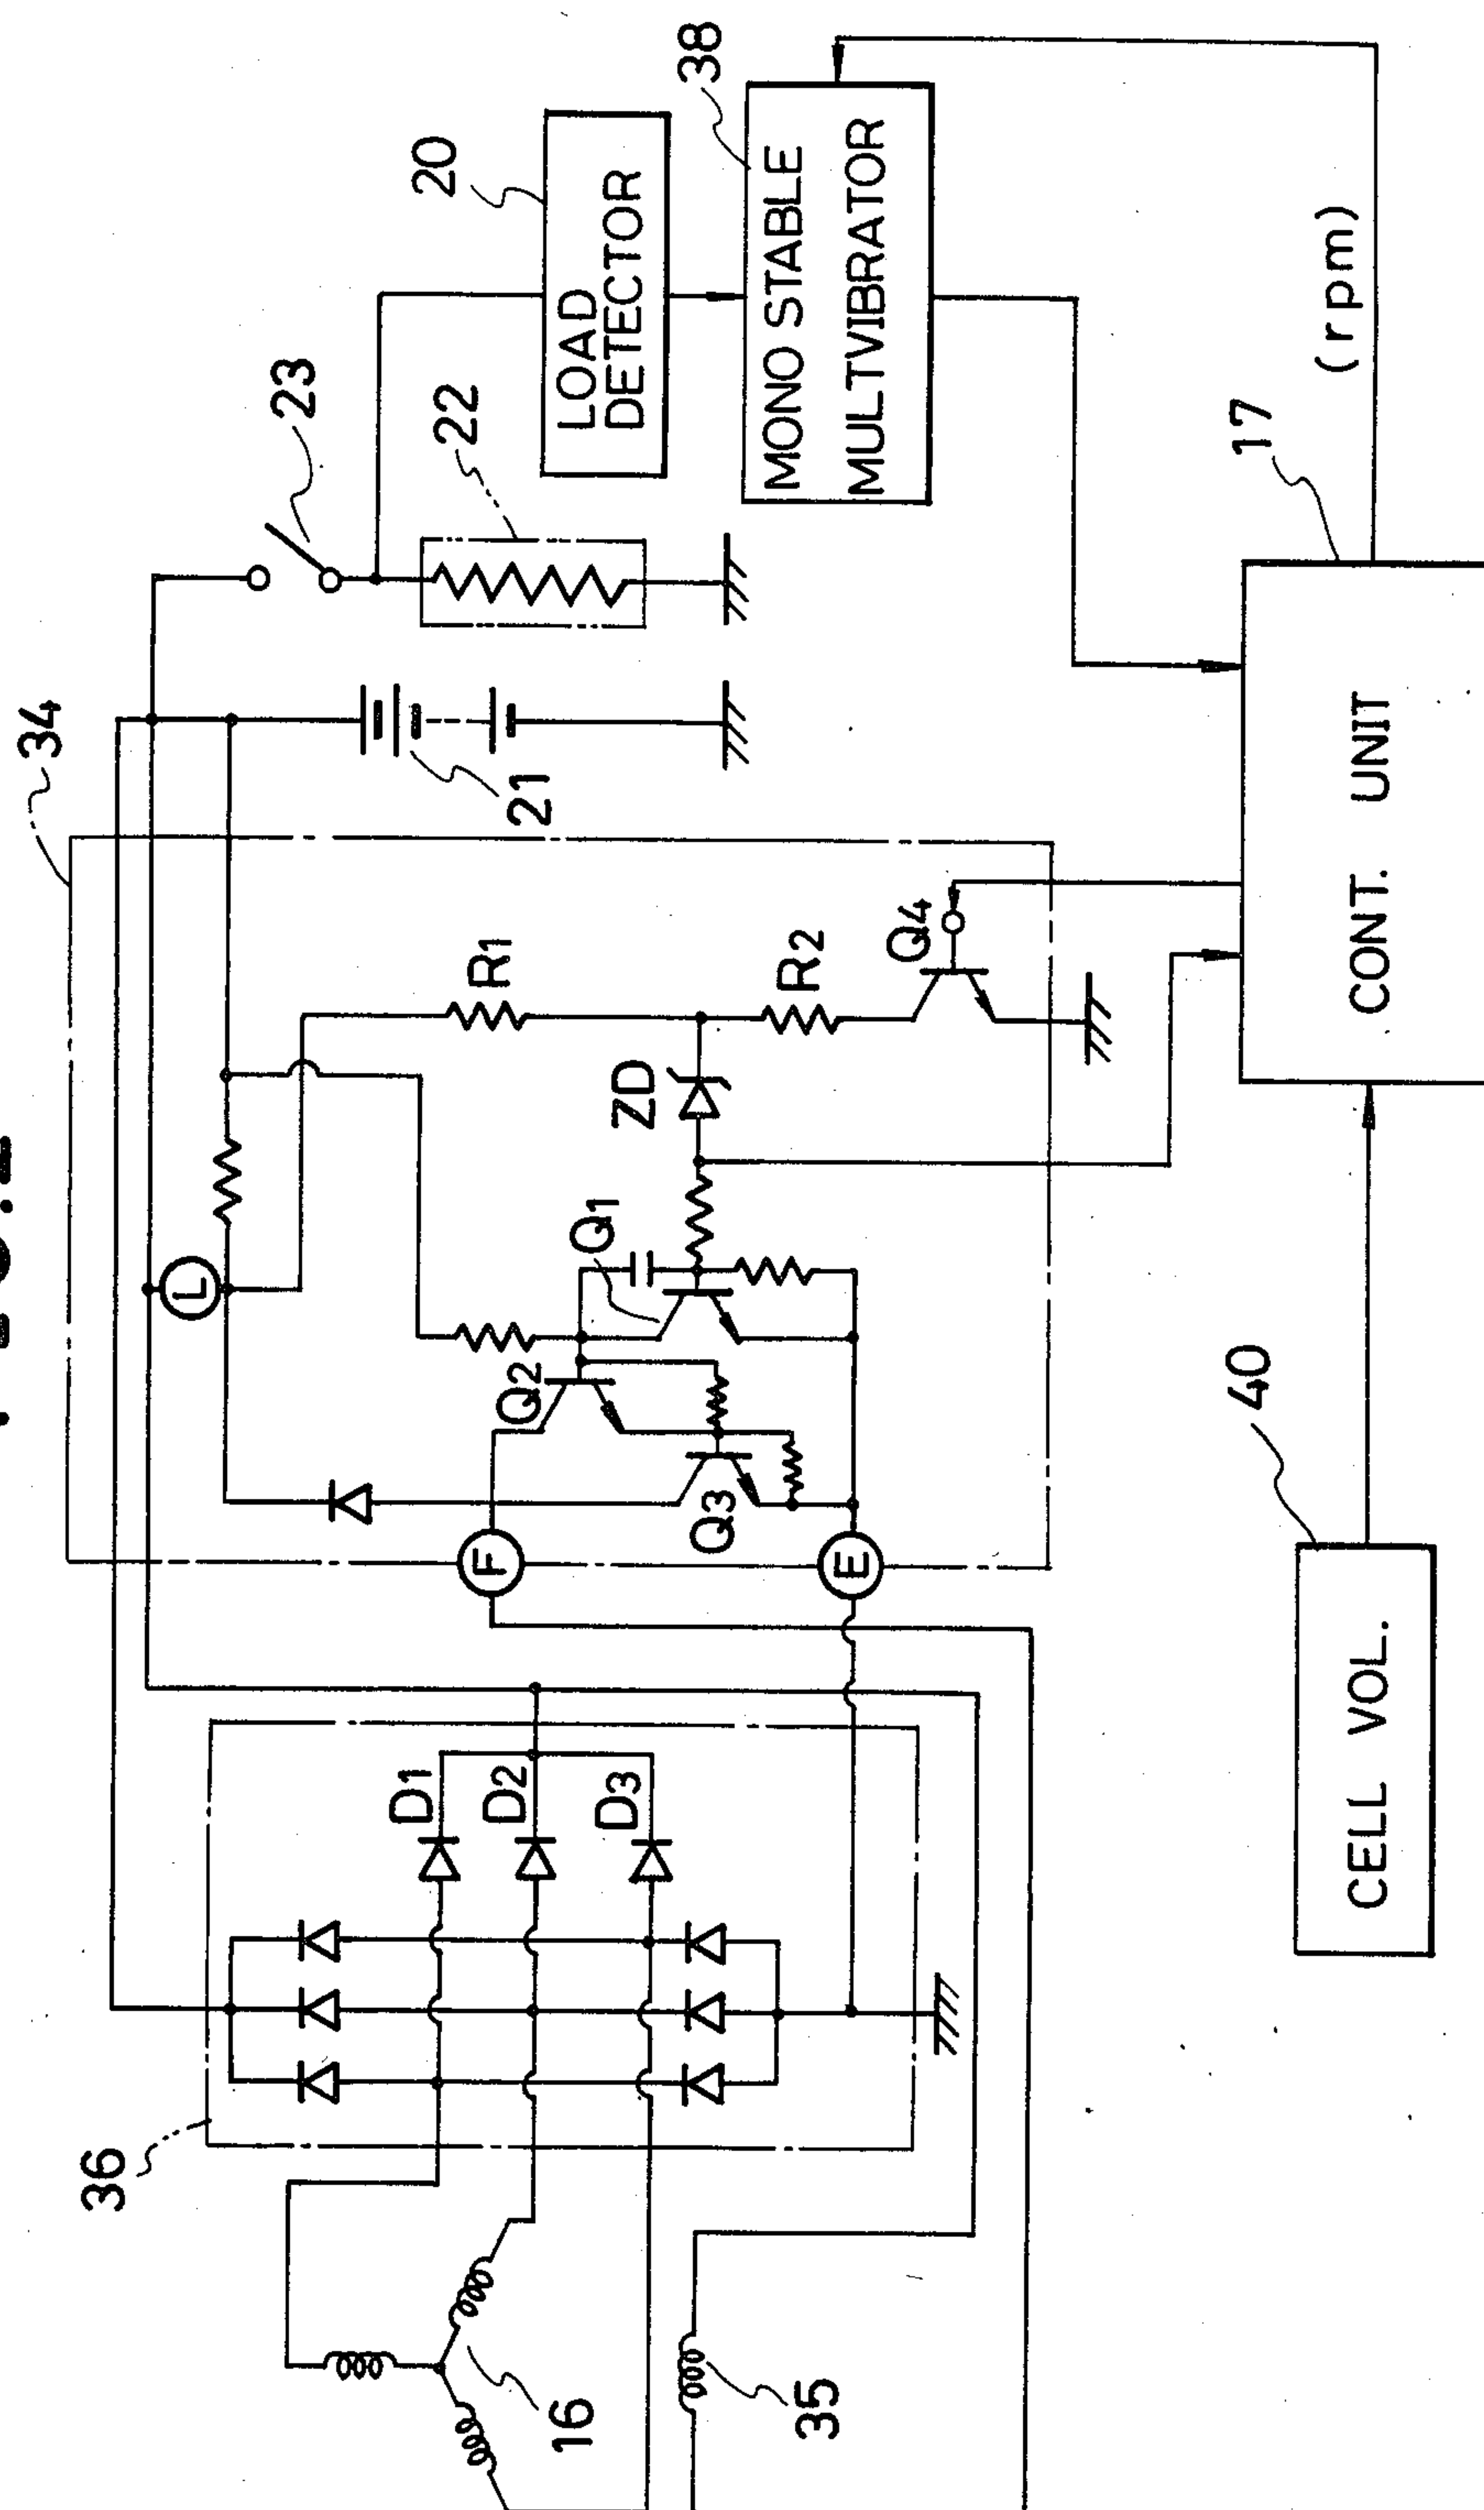 34
36
16
35
D1
D2
D3
L
F
E
Q1
Q2
Q3
Q4
R1
R2
ZD
21
22
23
20
LOAD
DETECTOR
38
MONO STABLE
MULTVIBRATOR
17
(rpm)
CONT. UNIT
40
CELL VOL.